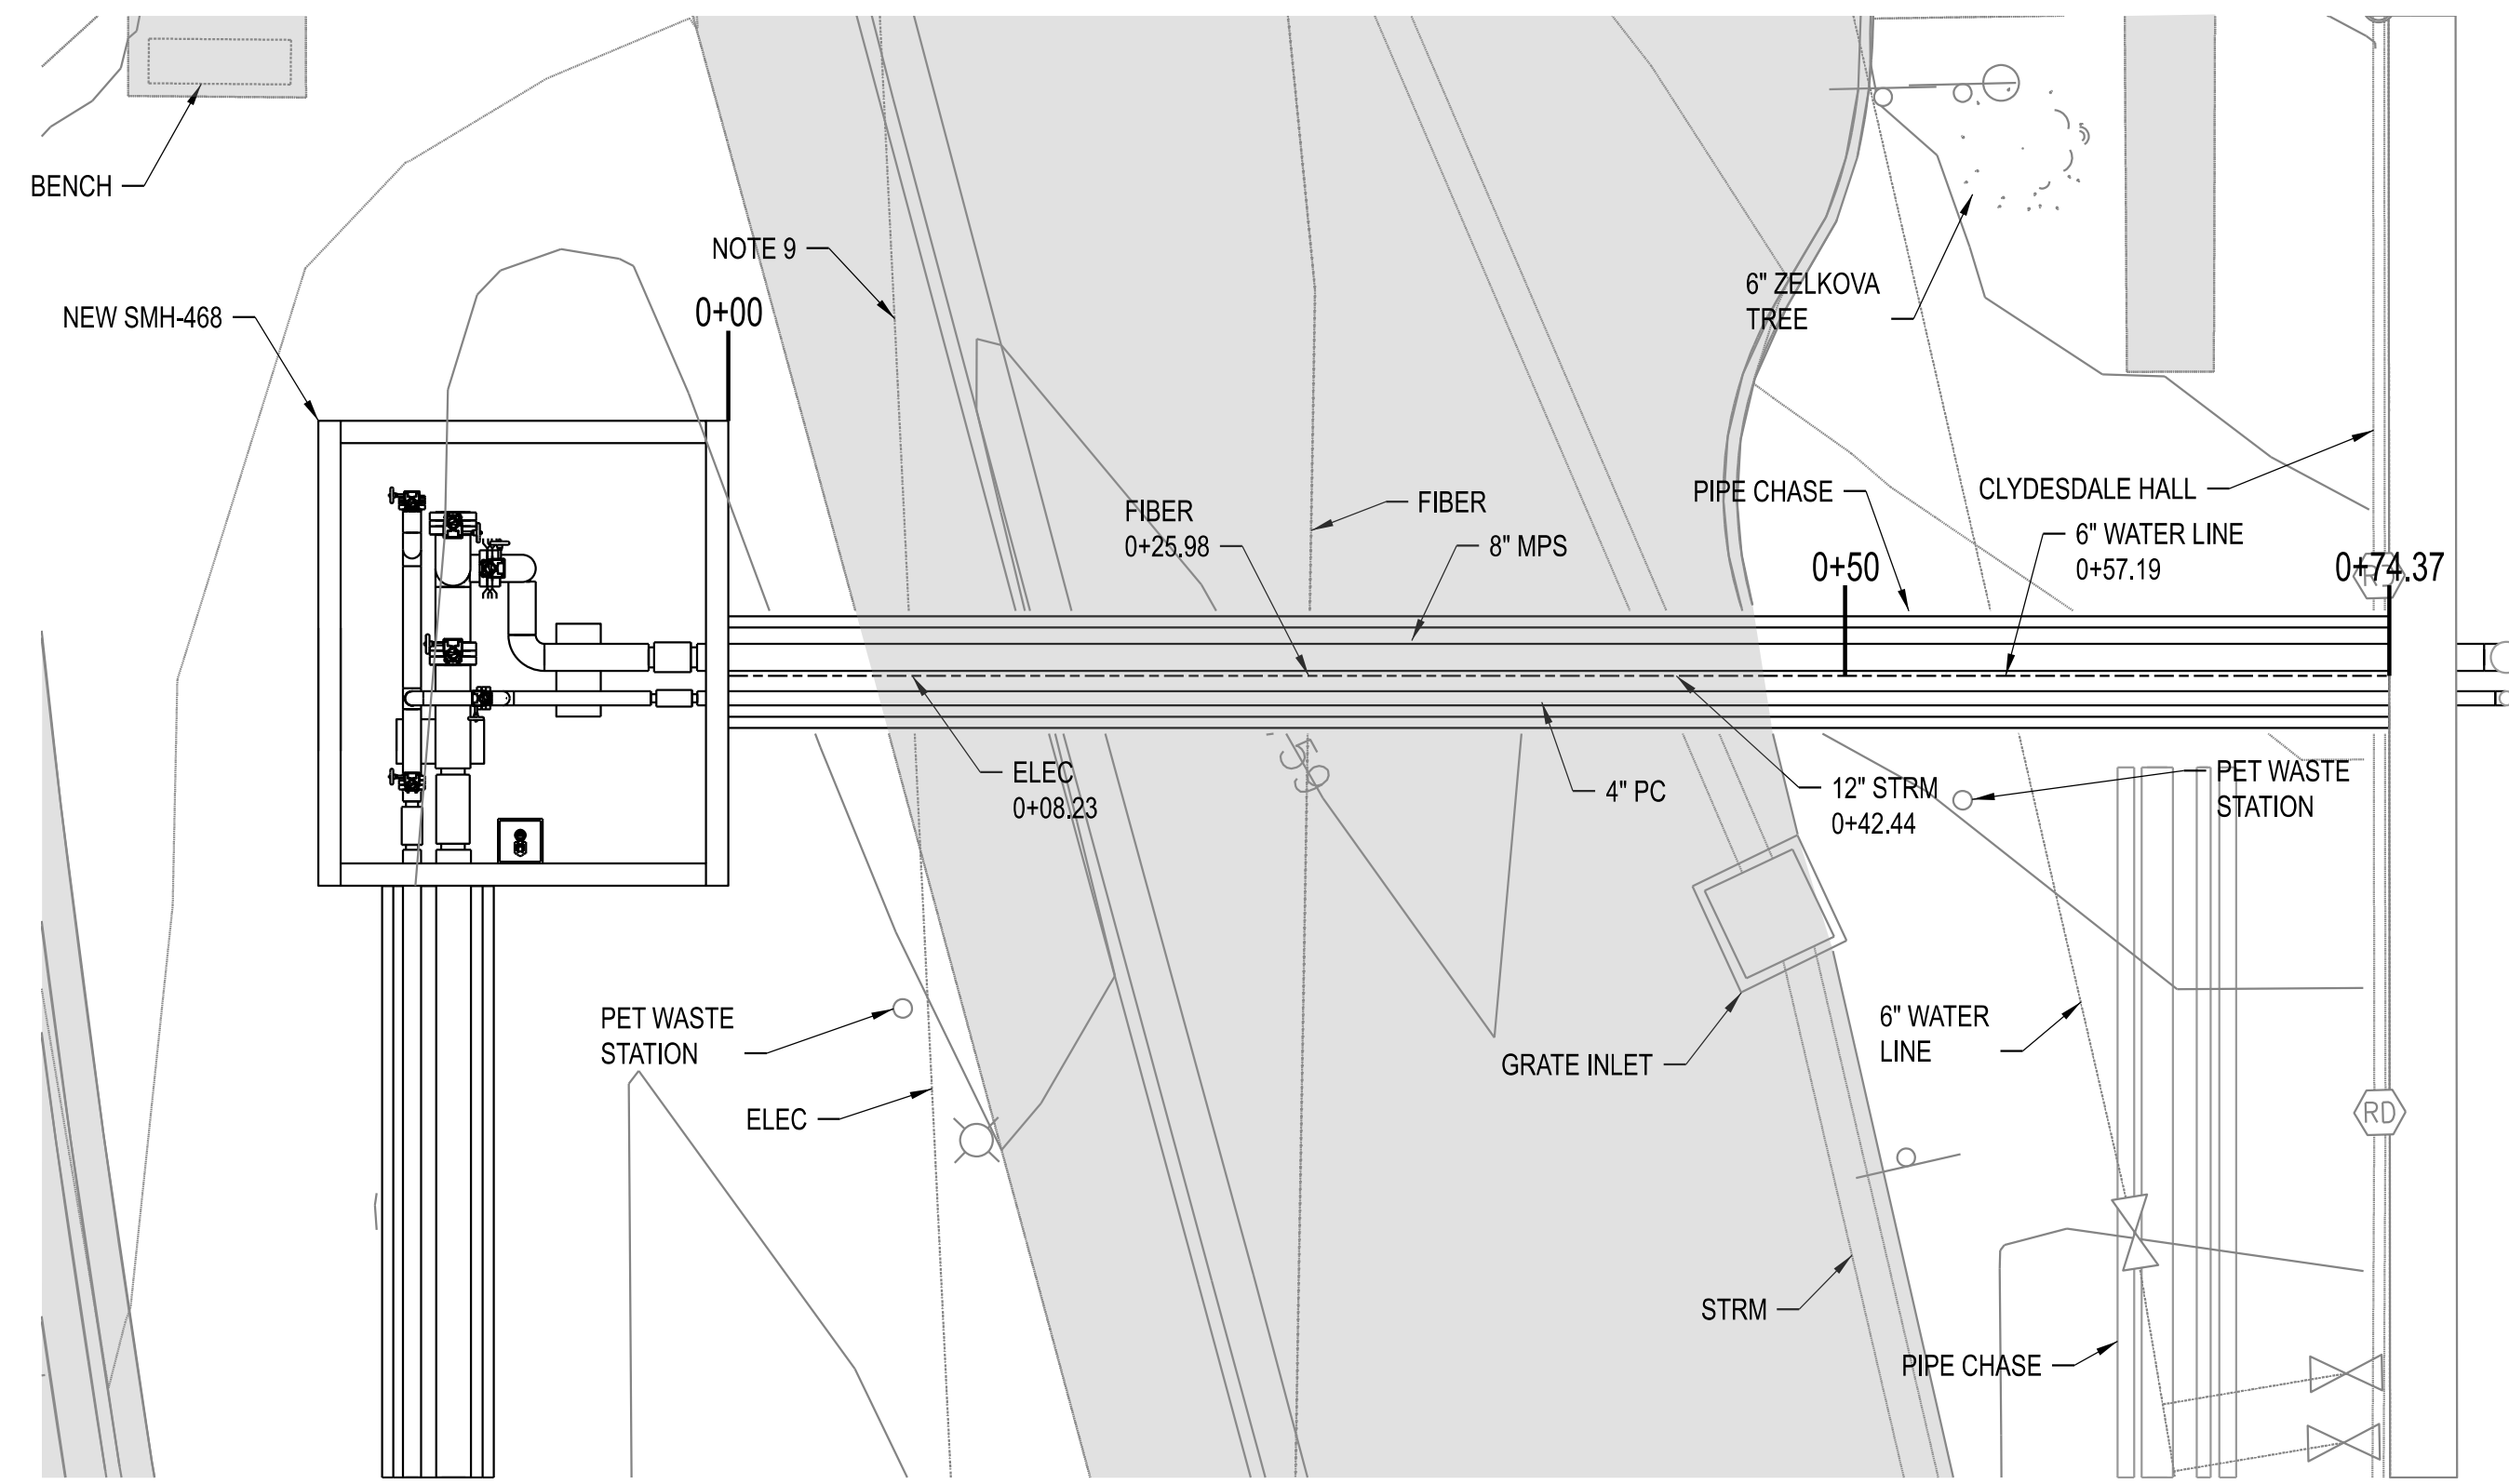 BENCH
NOTE 9
NEW SMH-468
0+00
6" ZELKOVA
TREE
FIBER
0+25.98
FIBER
8" MPS
PIPE CHASE
CLYDESDALE HALL
6" WATER LINE
0+57.19
0+50
0+74.37
RD
ELEC
0+08.23
4" PC
12" STRM
0+42.44
PET WASTE
STATION
PET WASTE
STATION
ELEC
GRATE INLET
6" WATER
LINE
RD
STRM
PIPE CHASE